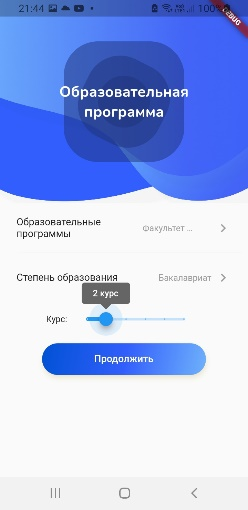 21:44 100%
DEBUG
Образовательная
программа
Образовательные
программы
Факультет ...
Степень образования
Бакалавриат
2 курс
Курс:
Продолжить